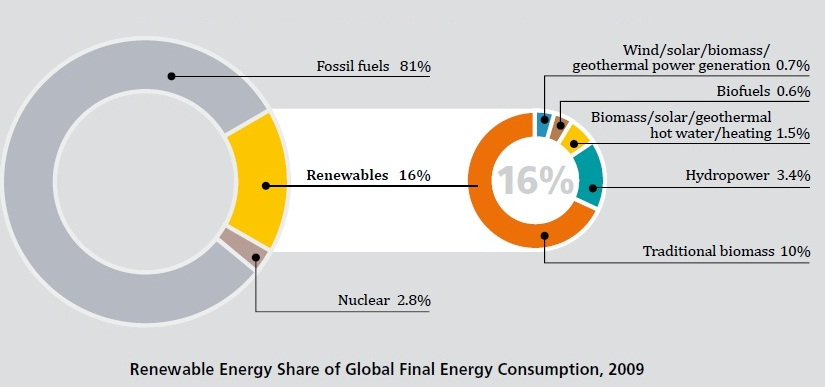 Wind/solar/biomass/
geothermal power generation 0.7%
Fossil fuels 81%
Biofuels 0.6%
Biomass/solar/geothermal
hot water/heating 1.5%
Renewables 16%
16%
Hydropower 3.4%
Traditional biomass 10%
Nuclear 2.8%
Renewable Energy Share of Global Final Energy Consumption, 2009